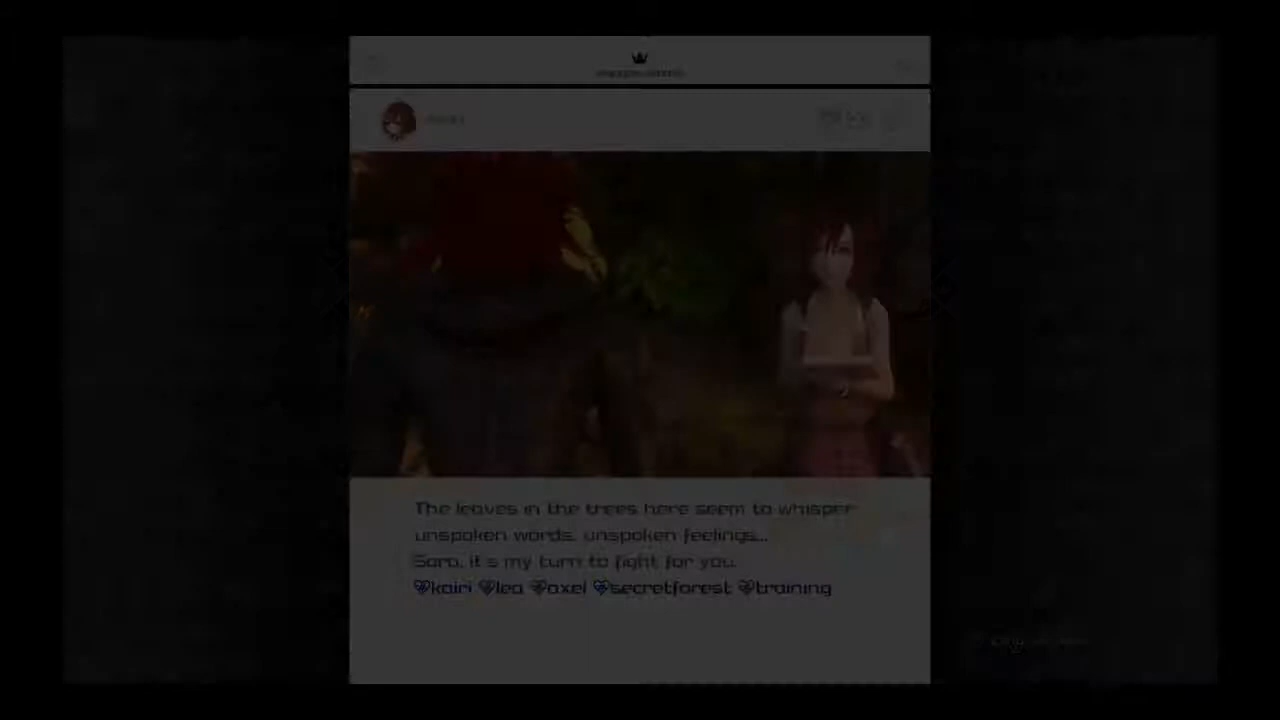 The leaves in the trees here seem to whisper
unspoken words, unspoken feelings...
Sora, it's my turn to fight for you.
kairi lea axel secretforest training